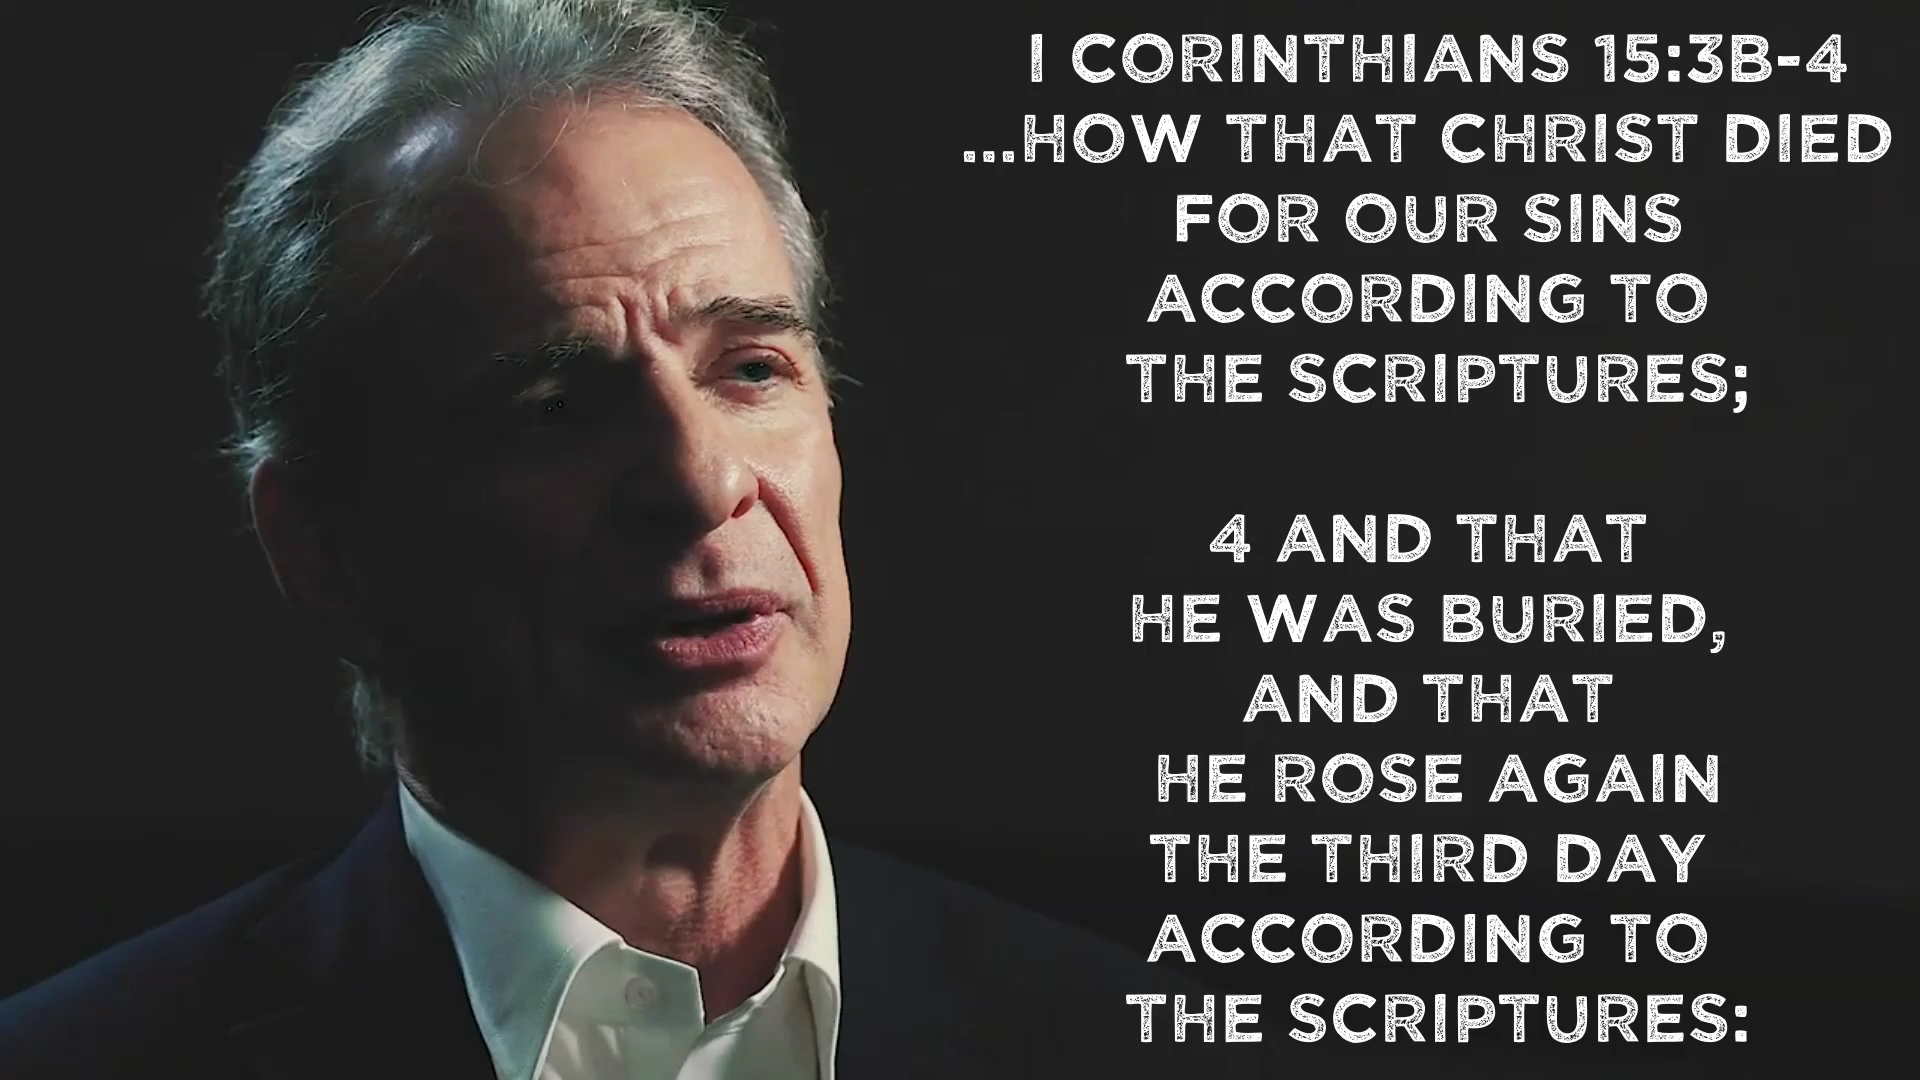 I CORINTHIANS 15:3B-4
...HOW THAT CHRIST DIED
FOR OUR SINS
ACCORDING TO
THE SCRIPTURES;
4 AND THAT
HE WAS BURIED,
AND THAT
HE ROSE AGAIN
THE THIRD DAY
ACCORDING TO
THE SCRIPTURES: